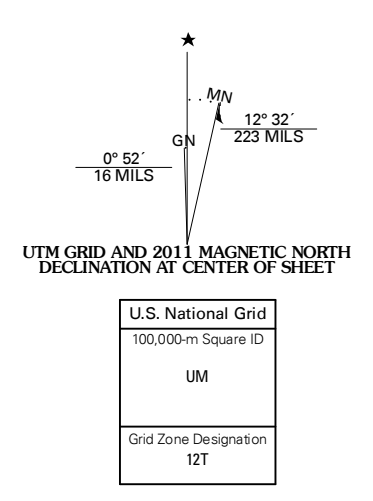 MN
12° 32´
223 MILS
GN
0° 52´
16 MILS
UTM GRID AND 2011 MAGNETIC NORTH
DECLINATION AT CENTER OF SHEET
U.S. National Grid
100,000-m Square ID
UM
Grid Zone Designation
12T